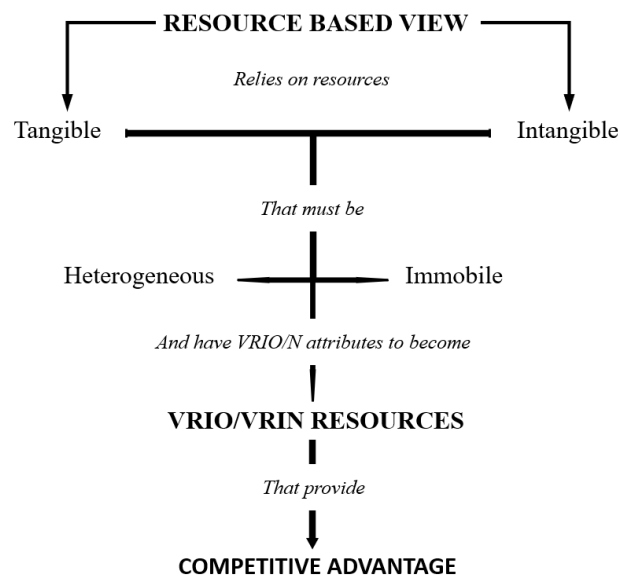 RESOURCE BASED VIEW
Relies on resources
Tangible
Intangible
That must be
Heterogeneous
Immobile
And have VRIO/N attributes to become
VRIO/VRIN RESOURCES
That provide
COMPETITIVE ADVANTAGE